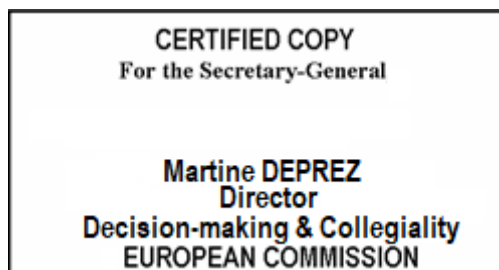 CERTIFIED COPY
For the Secretary-General
Martine DEPREZ
Director
Decision-making & Collegiality
EUROPEAN COMMISSION